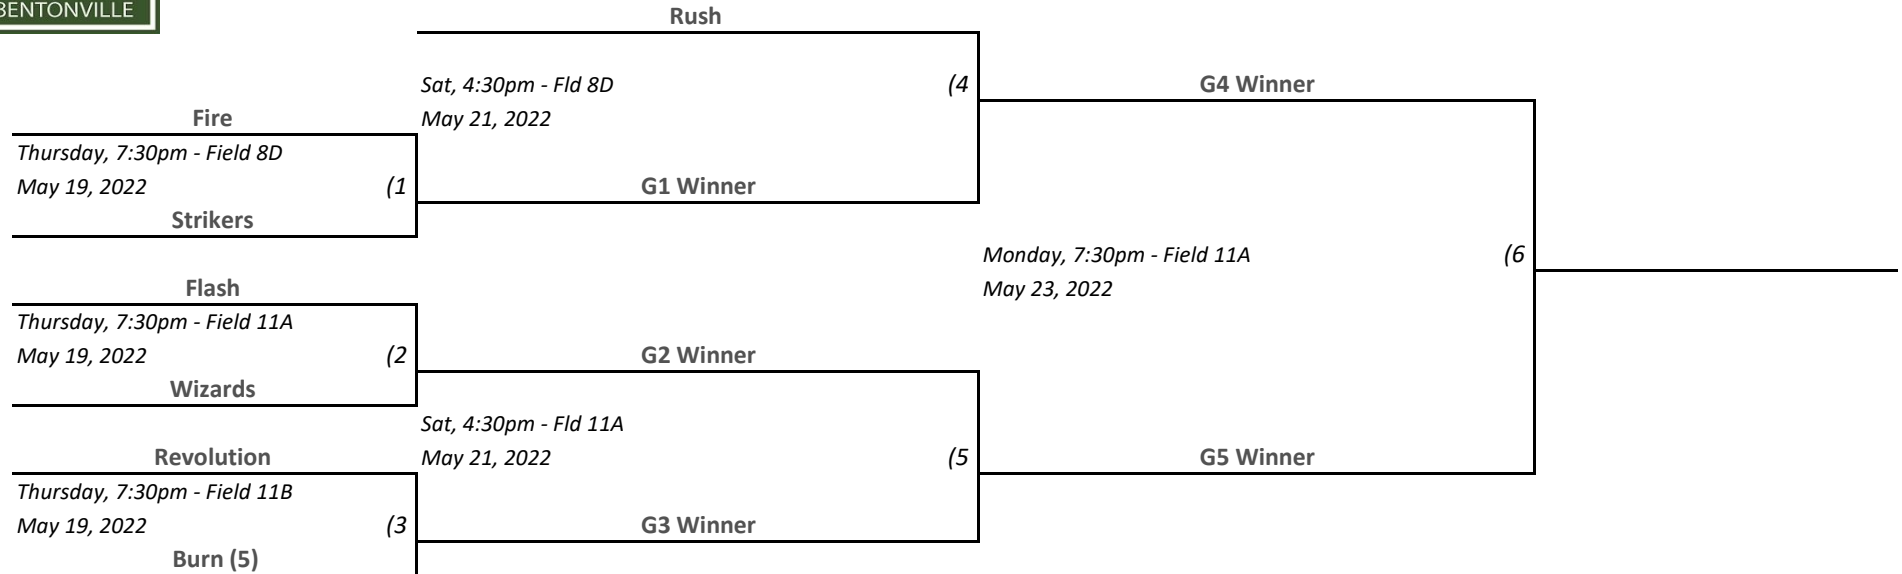 BENTONVILLE
Rush
Sat, 4:30pm - Fld 8D
(4
G4 Winner
Fire
May 21, 2022
Thursday, 7:30pm - Field 8D
May 19, 2022
(1
G1 Winner
Strikers
Monday, 7:30pm - Field 11A
(6
Flash
May 23, 2022
Thursday, 7:30pm - Field 11A
May 19, 2022
(2
G2 Winner
Wizards
Sat, 4:30pm - Fld 11A
Revolution
May 21, 2022
(5
G5 Winner
Thursday, 7:30pm - Field 11B
May 19, 2022
(3
G3 Winner
Burn (5)